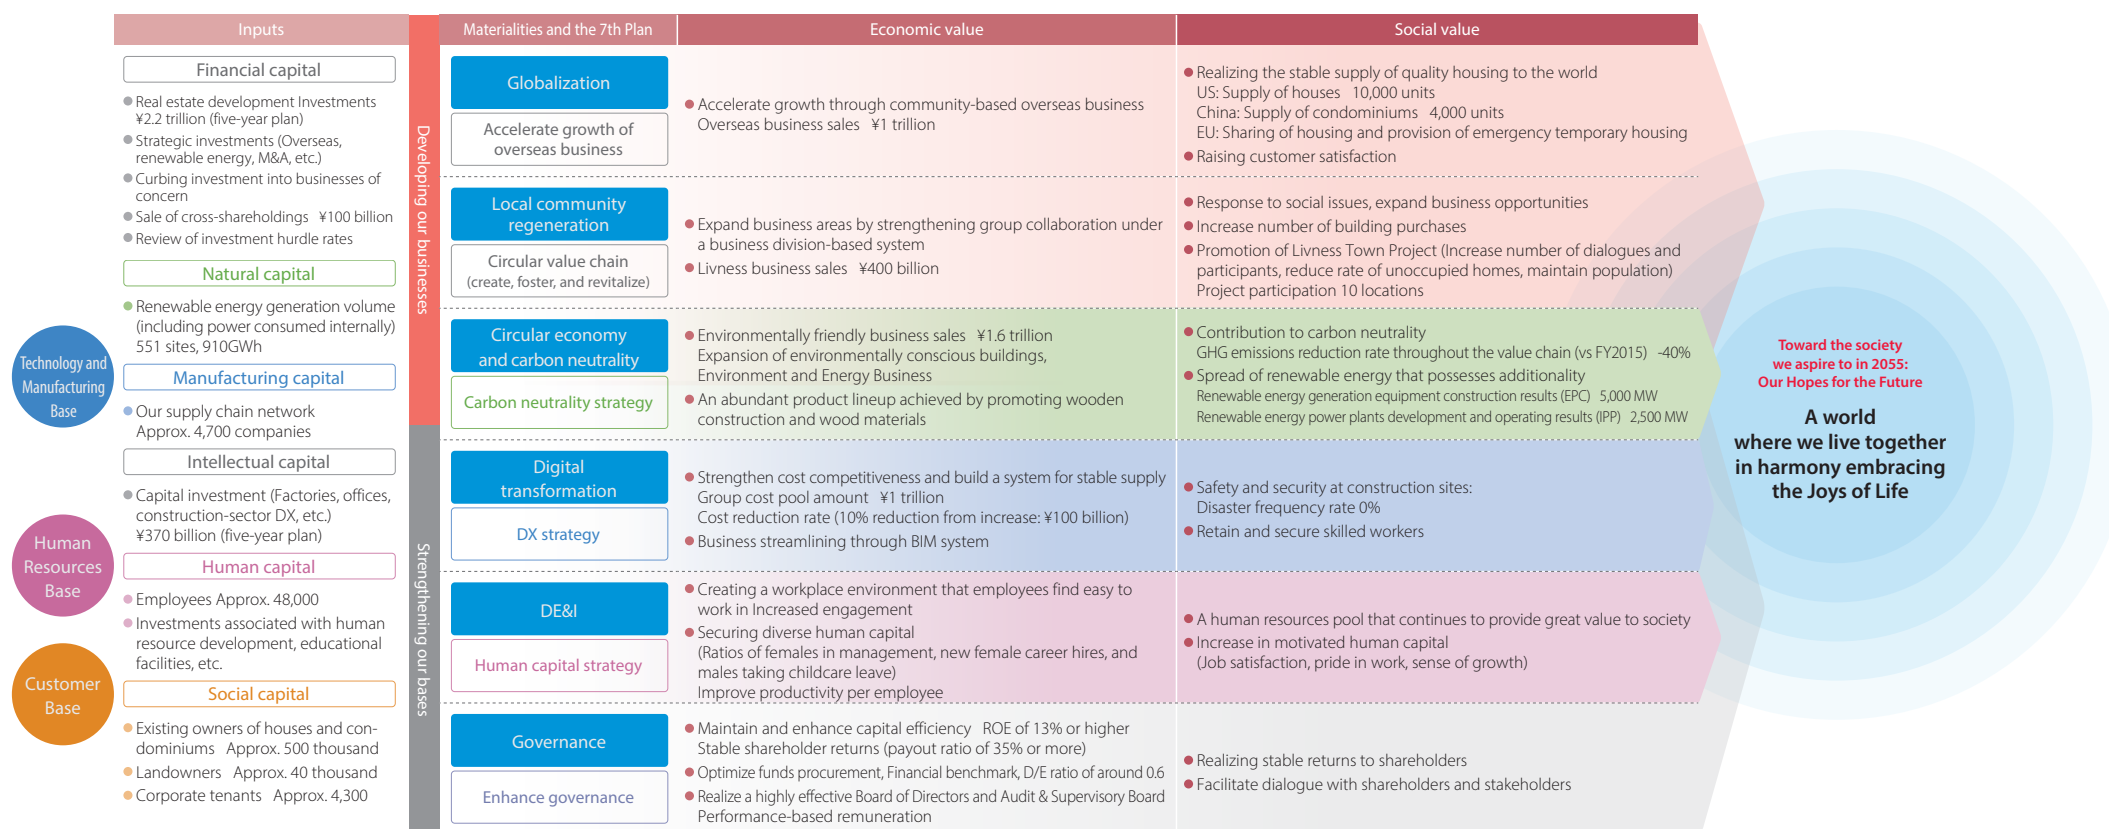 Inputs
Materialities and the 7th Plan
Economic value
Social value
Technology and
Manufacturing
Base
Human
Resources
Base
Customer
Base
Financial capital
● Real estate development Investments
¥2.2 trillion (five-year plan)
● Strategic investments (Overseas,
renewable energy, M&A, etc.)
● Curbing investment into businesses of
concern
● Sale of cross-shareholdings ¥100 billion
● Review of investment hurdle rates
Natural capital
● Renewable energy generation volume
(including power consumed internally)
551 sites, 910GWh
Manufacturing capital
● Our supply chain network
Approx. 4,700 companies
Intellectual capital
● Capital investment (Factories, offices,
construction-sector DX, etc.)
¥370 billion (five-year plan)
Human capital
● Employees Approx. 48,000
● Investments associated with human
resource development, educational
facilities, etc.
Social capital
● Existing owners of houses and con-
dominiums Approx. 500 thousand
● Landowners Approx. 40 thousand
● Corporate tenants Approx. 4,300
Developing our businesses
Strengthening our bases
Globalization
Accelerate growth of
overseas business
● Accelerate growth through community-based overseas business
Overseas business sales ¥1 trillion
● Realizing the stable supply of quality housing to the world
US: Supply of houses 10,000 units
China: Supply of condominiums 4,000 units
EU: Sharing of housing and provision of emergency temporary housing
● Raising customer satisfaction
Local community
regeneration
Circular value chain
(create, foster, and revitalize)
● Expand business areas by strengthening group collaboration under
a business division-based system
● Livness business sales ¥400 billion
● Response to social issues, expand business opportunities
● Increase number of building purchases
● Promotion of Livness Town Project (Increase number of dialogues and
participants, reduce rate of unoccupied homes, maintain population)
Project participation 10 locations
Circular economy
and carbon neutrality
Carbon neutrality strategy
● Environmentally friendly business sales ¥1.6 trillion
Expansion of environmentally conscious buildings,
Environment and Energy Business
● An abundant product lineup achieved by promoting wooden
construction and wood materials
● Contribution to carbon neutrality
GHG emissions reduction rate throughout the value chain (vs FY2015) -40%
● Spread of renewable energy that possesses additionality
Renewable energy generation equipment construction results (EPC) 5,000 MW
Renewable energy power plants development and operating results (IPP) 2,500 MW
Digital
transformation
DX strategy
● Strengthen cost competitiveness and build a system for stable supply
Group cost pool amount ¥1 trillion
Cost reduction rate (10% reduction from increase: ¥100 billion)
● Business streamlining through BIM system
● Safety and security at construction sites:
Disaster frequency rate 0%
● Retain and secure skilled workers
DE&I
Human capital strategy
● Creating a workplace environment that employees find easy to
work in Increased engagement
● Securing diverse human capital
(Ratios of females in management, new female career hires, and
males taking childcare leave)
Improve productivity per employee
● A human resources pool that continues to provide great value to society
● Increase in motivated human capital
(Job satisfaction, pride in work, sense of growth)
Governance
Enhance governance
● Maintain and enhance capital efficiency ROE of 13% or higher
Stable shareholder returns (payout ratio of 35% or more)
● Optimize funds procurement, Financial benchmark, D/E ratio of around 0.6
● Realize a highly effective Board of Directors and Audit & Supervisory Board
Performance-based remuneration
● Realizing stable returns to shareholders
● Facilitate dialogue with shareholders and stakeholders
Toward the society
we aspire to in 2055:
Our Hopes for the Future
A world
where we live together
in harmony embracing
the Joys of Life